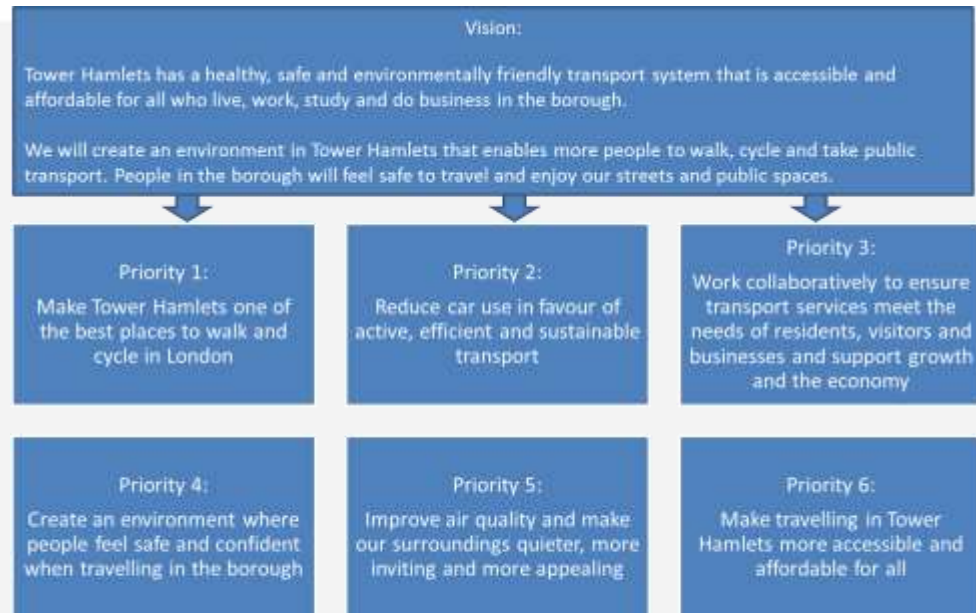 Vision:
Tower Hamlets has a healthy, safe and environmentally friendly transport system that is accessible and
affordable for all who live, work, study and do business in the borough.
We will create an environment in Tower Hamlets that enables more people to walk, cycle and take public
transport. People in the borough will feel safe to travel and enjoy our streets and public spaces.
Priority 1:
Make Tower Hamlets one of
the best places to walk and
cycle in London
Priority 2:
Reduce car use in favour of
active, efficient and sustainable
transport
Priority 3:
Work collaboratively to ensure
transport services meet the
needs of residents, visitors and
businesses and support growth
and the economy
Priority 4:
Create an environment where
people feel safe and confident
when travelling in the borough
Priority 5:
Improve air quality and make
our surroundings quieter, more
inviting and more appealing
Priority 6:
Make travelling in Tower
Hamlets more accessible and
affordable for all